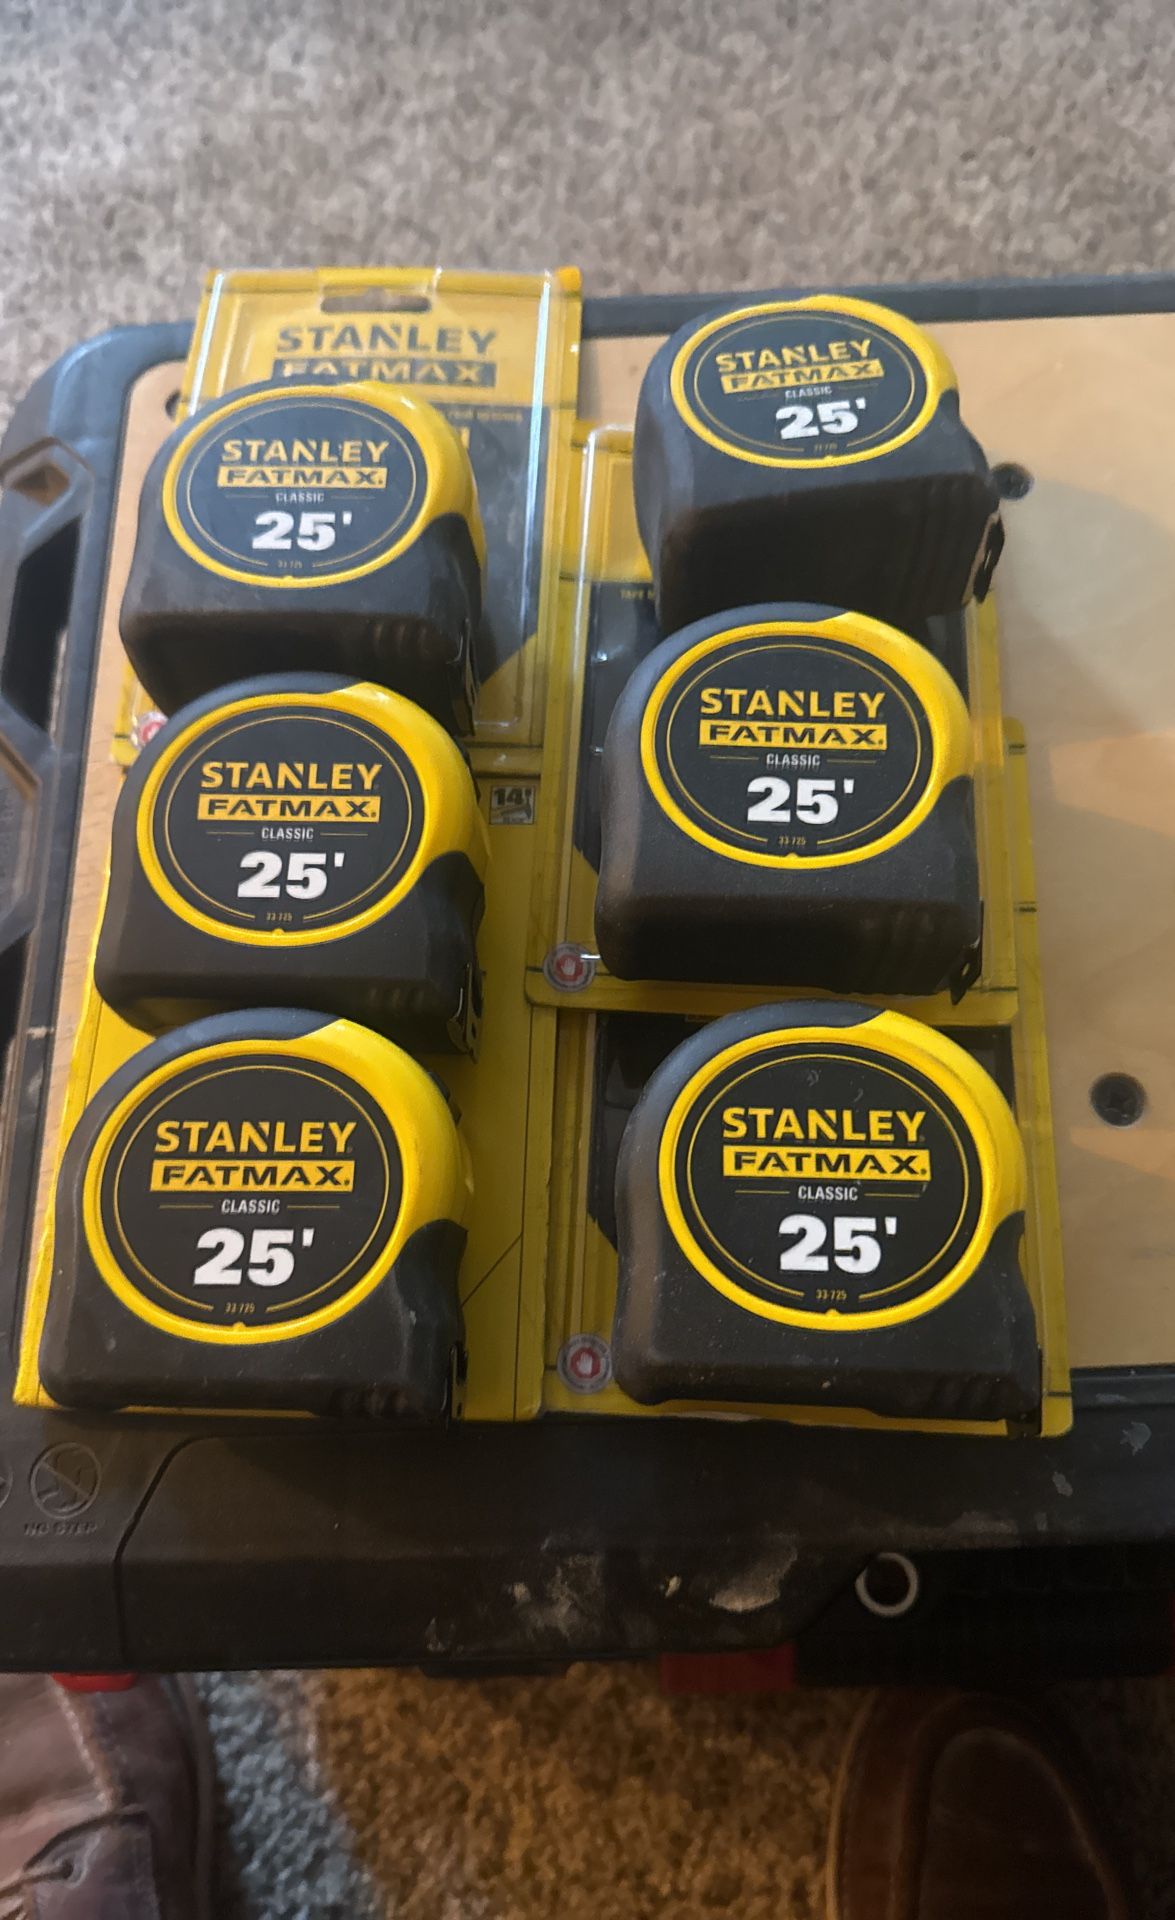 STANLEY
FATMAX
STANLEY
FATMAX.
CLASSIC
25'
33-725
STANLEY
FATMAX.
CLASSIC
25'
STANLEY
FATMAX.
CLASSIC
25'
33-725
14'
STANLEY
FATMAX.
CLASSIC
25'
33-725
STANLEY
FATMAX.
CLASSIC
25'
33-725
STANLEY
FATMAX.
CLASSIC
25'
33-725
NO STEP